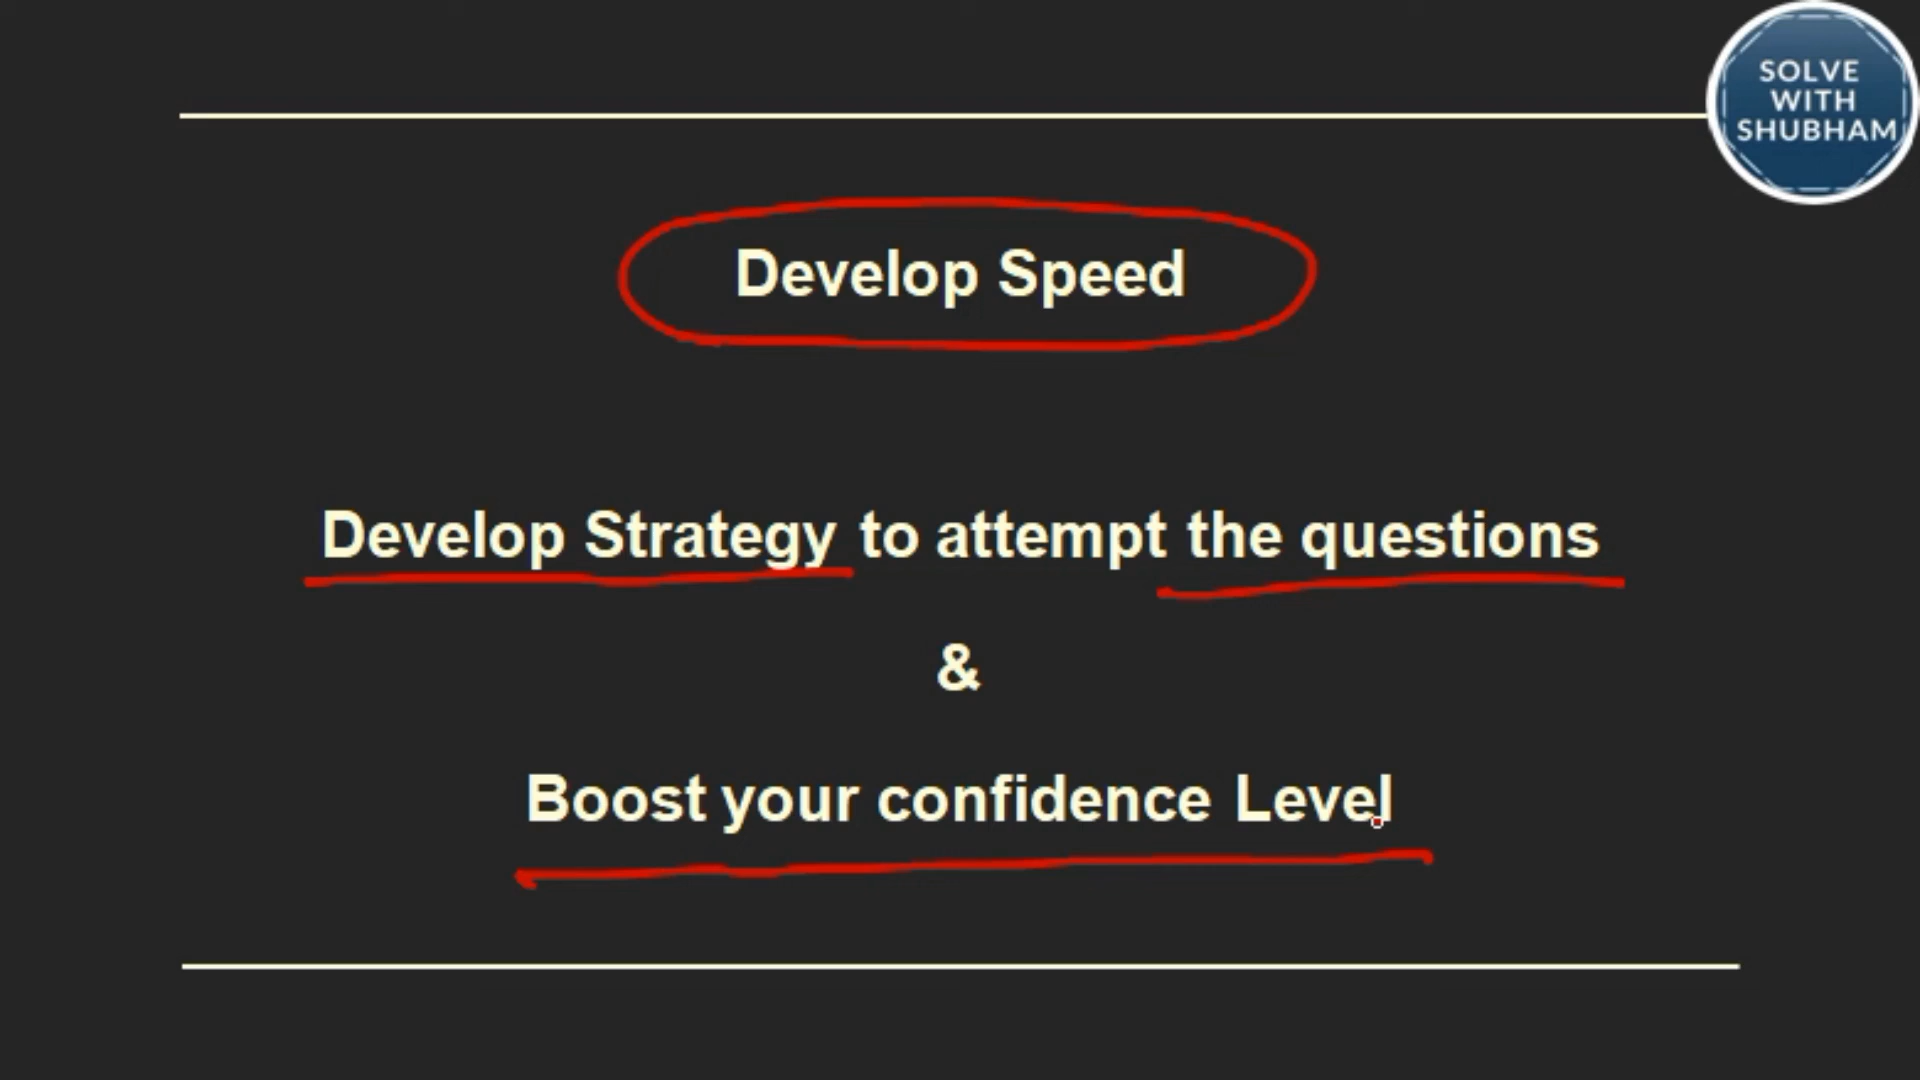 SOLVE
WITH
SHUBHAM
Develop Speed
Develop Strategy to attempt the questions
&
Boost your confidence Level